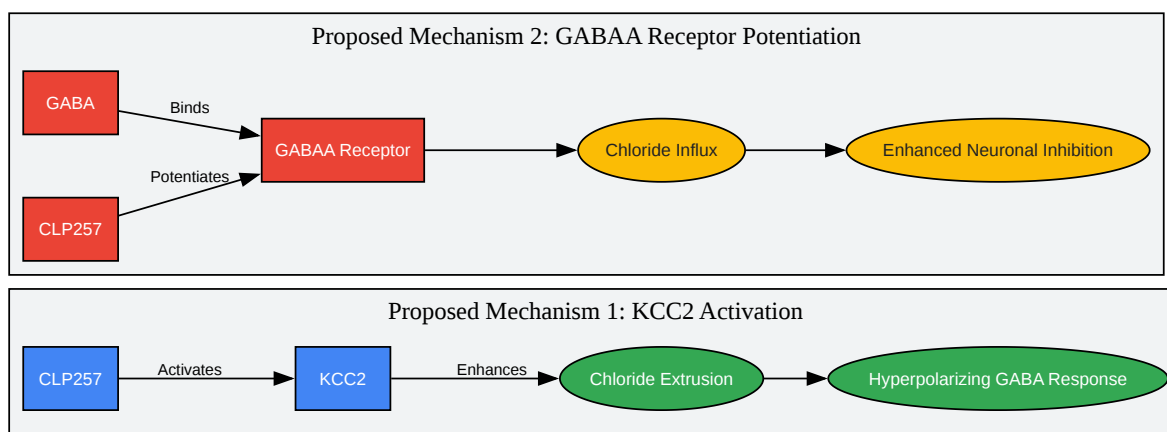 Proposed Mechanism 2: GABAA Receptor Potentiation
GABA
Binds
GABAA Receptor
Chloride Influx
Enhanced Neuronal Inhibition
Potentiates
CLP257
Proposed Mechanism 1: KCC2 Activation
CLP257
Activates
KCC2
Enhances
Chloride Extrusion
Hyperpolarizing GABA Response